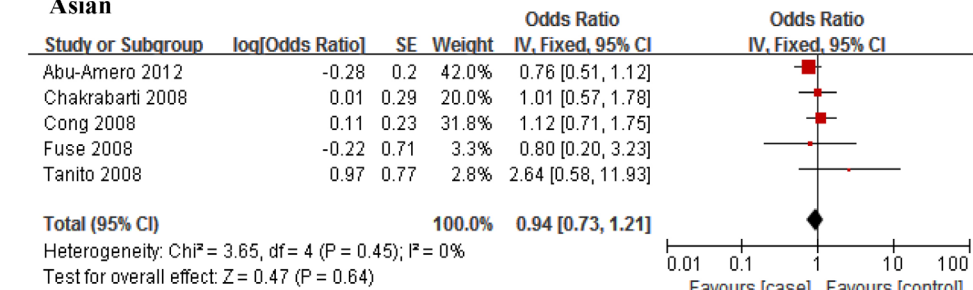 Asian
Odds Ratio Odds Ratio
Study or Subgroup log[Odds Ratio] SE Weight IV, Fixed, 95% CI IV, Fixed, 95% CI
Abu-Amero 2012 -0.28 0.2 42.0% 0.76 [0.51, 1.12]
Chakrabarti 2008 0.01 0.29 20.0% 1.01 [0.57, 1.78]
Cong 2008 0.11 0.23 31.8% 1.12 [0.71, 1.75]
Fuse 2008 -0.22 0.71 3.3% 0.80 [0.20, 3.23]
Tanito 2008 0.97 0.77 2.8% 2.64 [0.58, 11.93]
Total (95% CI) 100.0% 0.94 [0.73, 1.21]
Heterogeneity: Chi² = 3.65, df = 4 (P = 0.45); I² = 0%
Test for overall effect: Z = 0.47 (P = 0.64)
0.01 0.1 1 10 100
Favours [case] Favours [control]